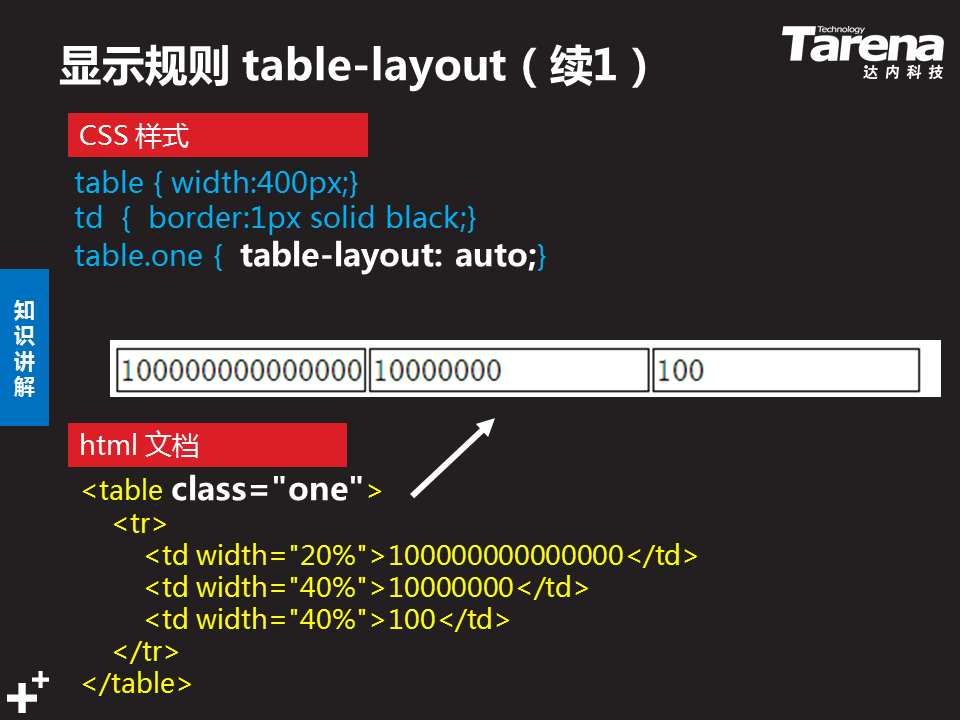 显示规则 table-layout（续1）
Technology
Tarena
达内科技
CSS 样式
table { width:400px;}
td { border:1px solid black;}
table.one { table-layout: auto;}
知识讲解
100000000000000 10000000 100
html 文档
<table class="one">
<tr>
<td width="20%">100000000000000</td>
<td width="40%">10000000</td>
<td width="40%">100</td>
</tr>
</table>